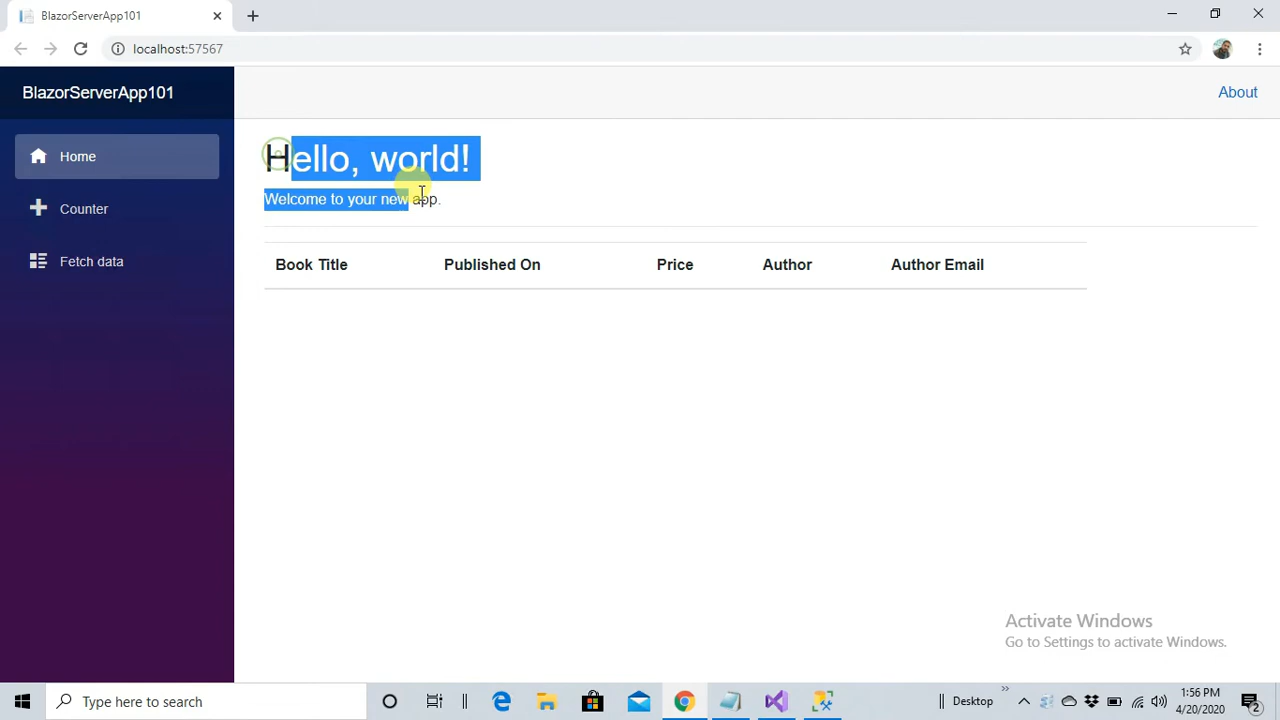 BlazorServerApp101
localhost:57567
BlazorServerApp101
About
Home
Counter
Fetch data
Hello, world!
Welcome to your new app.
Book Title Published On Price Author Author Email
Activate Windows
Go to Settings to activate Windows.
Type here to search
Desktop
1:56 PM
4/20/2020
2